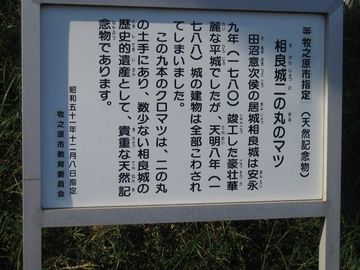 牧之原市指定 （天然記念物）
相良城二の丸のマツ
田沼意次侯の居城相良城は安永
九年（一七八〇）竣工した豪壮華
麗な平城でしたが、天明八年（一
七八八）城の建物は全部こわされ
てしまいました。
この九本のクロマツは、二の丸
の土手にあり、数少ない相良城の
歴史的遺産として、貴重な天然記
念物であります。
昭和五十一年十二月八日指定
牧之原市教育委員会